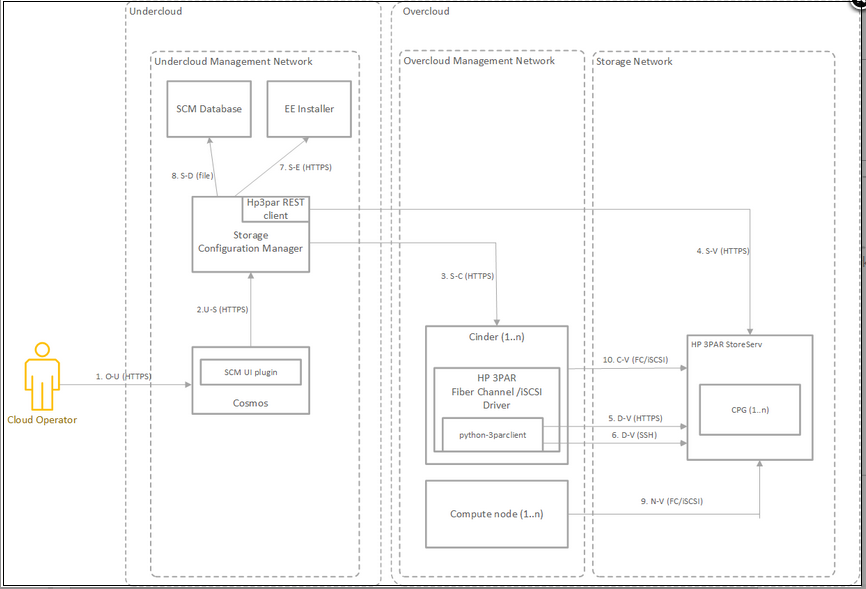 Undercloud
Overcloud
Undercloud Management Network
Overcloud Management Network
Storage Network
SCM Database
EE Installer
8. S-D (file)
7. S-E (HTTPS)
Hp3par REST
client
Storage
Configuration Manager
4. S-V (HTTPS)
3. S-C (HTTPS)
2.U-S (HTTPS)
Cinder (1..n)
HP 3PAR StoreServ
10. C-V (FC/iSCSI)
SCM UI plugin
1. O-U (HTTPS)
HP 3PAR
Fiber Channel /iSCSI
Driver
Cosmos
CPG (1..n)
Cloud Operator
5. D-V (HTTPS)
python-3parclient
6. D-V (SSH)
9. N-V (FC/iSCSI)
Compute node (1..n)